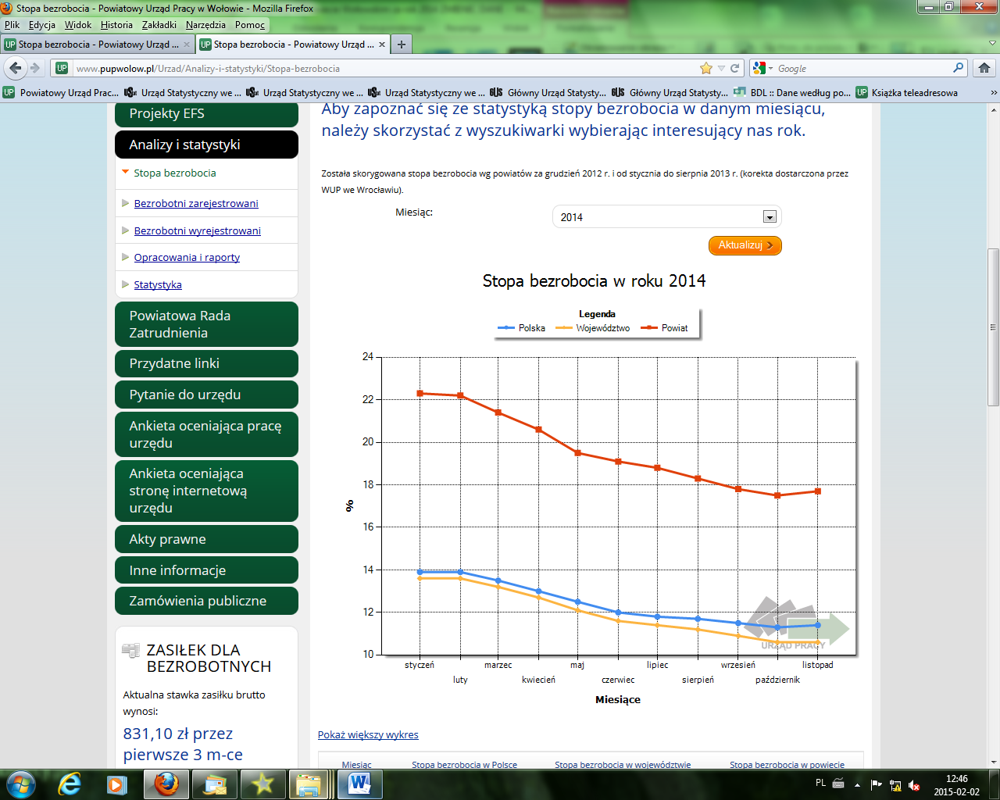 Stopa bezrobocia - Powiatowy Urząd Pracy w Wołowie - Mozilla Firefox
Plik Edycja Widok Historia Zakładki Narzędzia Pomoc
UP Stopa bezrobocia - Powiatowy Urząd ...
UP Stopa bezrobocia - Powiatowy Urząd ...
UP www.pupwolow.pl/Urzad/Analizy-i-statystyki/Stopa-bezrobocia
Google
UP Powiatowy Urząd Prac... Urząd Statystyczny we ... Urząd Statystyczny we ... Urząd Statystyczny we ... GUS Główny Urząd Statysty... GUS Główny Urząd Statysty... BDL :: Dane według po... UP Książka teleadresowa
Projekty EFS
Analizy i statystyki
Stopa bezrobocia
Bezrobotni zarejestrowani
Bezrobotni wyrejestrowani
Opracowania i raporty
Statystyka
Powiatowa Rada
Zatrudnienia
Przydatne linki
Pytanie do urzędu
Ankieta oceniająca pracę
urzędu
Ankieta oceniająca
stronę internetową
urzędu
Akty prawne
Inne informacje
Zamówienia publiczne
ZASIŁEK DLA
BEZROBOTNYCH
Aktualna stawka zasiłku brutto
wynosi:
831,10 zł przez
pierwsze 3 m-ce
Aby zapoznać się ze statystyką stopy bezrobocia w danym miesiącu,
należy skorzystać z wyszukiwarki wybierając interesujący nas rok.
Została skorygowana stopa bezrobocia wg powiatów za grudzień 2012 r. i od stycznia do sierpnia 2013 r. (korekta dostarczona przez
WUP we Wrocławiu).
Miesiąc:
2014
Aktualizuj
Stopa bezrobocia w roku 2014
Legenda
Polska Województwo Powiat
24
22
20
18
16
14
12
10
%
URZĄD PRACY
styczeń marzec maj lipiec wrzesień listopad
luty kwiecień czerwiec sierpień październik
Miesiące
Pokaż większy wykres
Miesiąc Stopa bezrobocia w Polsce Stopa bezrobocia w województwie Stopa bezrobocia w powiecie
PL
12:46
2015-02-02